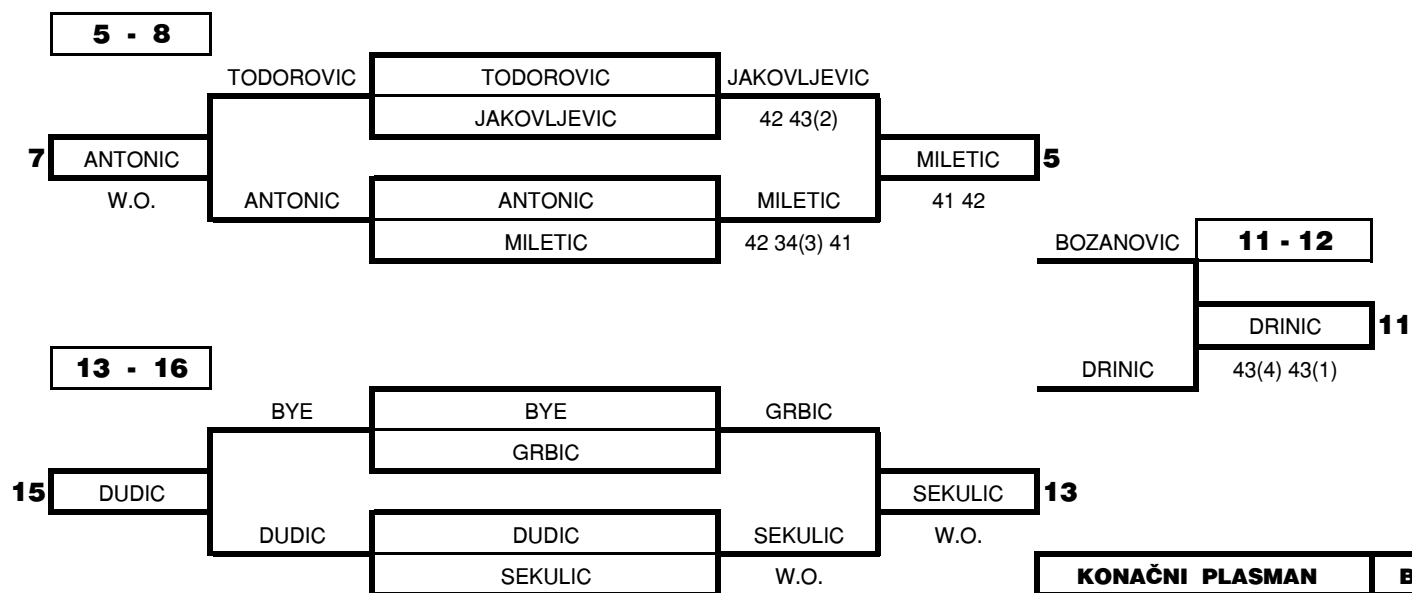 5 - 8
TODOROVIC TODOROVIC JAKOVLJEVIC
JAKOVLJEVIC 42 43(2)
7 ANTONIC MILETIC 5
W.O. ANTONIC ANTONIC MILETIC 41 42
MILETIC 42 34(3) 41 BOZANOVIC 11 - 12
DRINIC 11
13 - 16 DRINIC 43(4) 43(1)
BYE BYE GRBIC
GRBIC
15 DUDIC SEKULIC 13
DUDIC DUDIC SEKULIC W.O.
SEKULIC W.O. KONAČNI PLASMAN